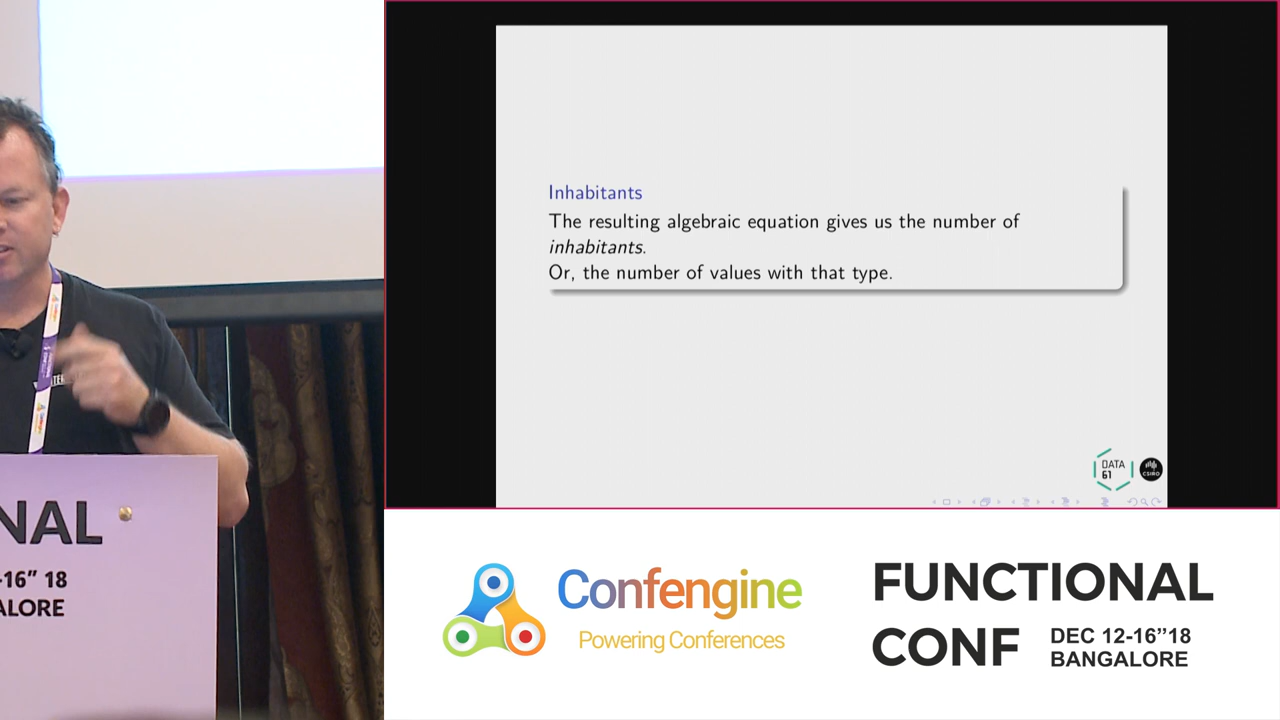 Inhabitants
The resulting algebraic equation gives us the number of
inhabitants.
Or, the number of values with that type.
DATA
61
CSIRO
NAL
-16” 18
ALORE
Confengine
Powering Conferences
FUNCTIONAL
CONF
DEC 12-16”18
BANGALORE